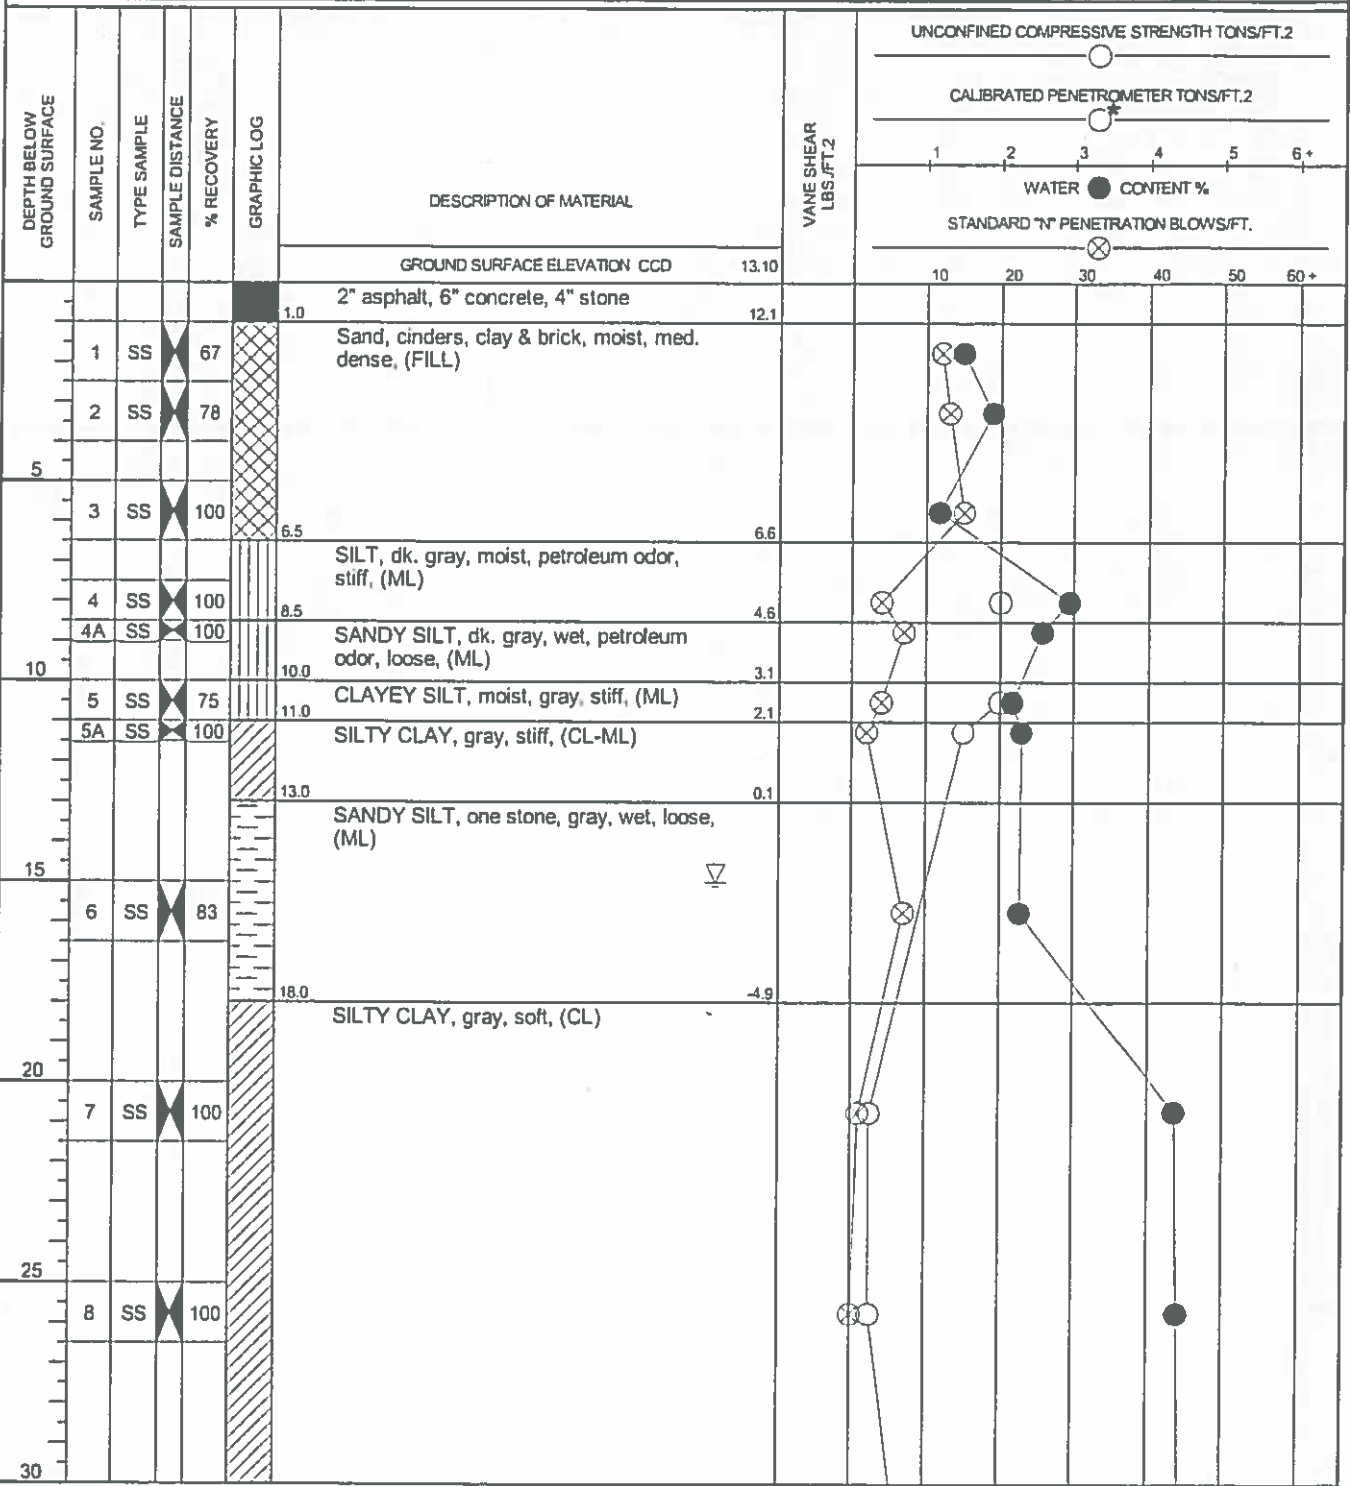 UNCONFINED COMPRESSIVE STRENGTH TONS/FT.2
CALIBRATED PENETROMETER TONS/FT.2
*
1 2 3 4 5 6+
WATER CONTENT %
STANDARD "N" PENETRATION BLOWS/FT.
10 20 30 40 50 60+
DEPTH BELOW
GROUND SURFACE
SAMPLE NO.
TYPE SAMPLE
SAMPLE DISTANCE
% RECOVERY
GRAPHIC LOG
DESCRIPTION OF MATERIAL
VANE SHEAR
LBS./FT.2
GROUND SURFACE ELEVATION CCD 13.10
2" asphalt, 6" concrete, 4" stone
1.0 12.1
Sand, cinders, clay & brick, moist, med.
1 SS 67
dense, (FILL)
2 SS 78
5
3 SS 100
6.5 6.6
SILT, dk. gray, moist, petroleum odor,
stiff, (ML)
4 SS 100
8.5 4.6
4A SS 100
SANDY SILT, dk. gray, wet, petroleum
odor, loose, (ML)
10
10.0 3.1
5 SS 75
CLAYEY SILT, moist, gray, stiff, (ML)
11.0 2.1
5A SS 100
SILTY CLAY, gray, stiff, (CL-ML)
13.0 0.1
SANDY SILT, one stone, gray, wet, loose,
(ML)
15
6 SS 83
18.0 -4.9
SILTY CLAY, gray, soft, (CL)
20
7 SS 100
25
8 SS 100
30